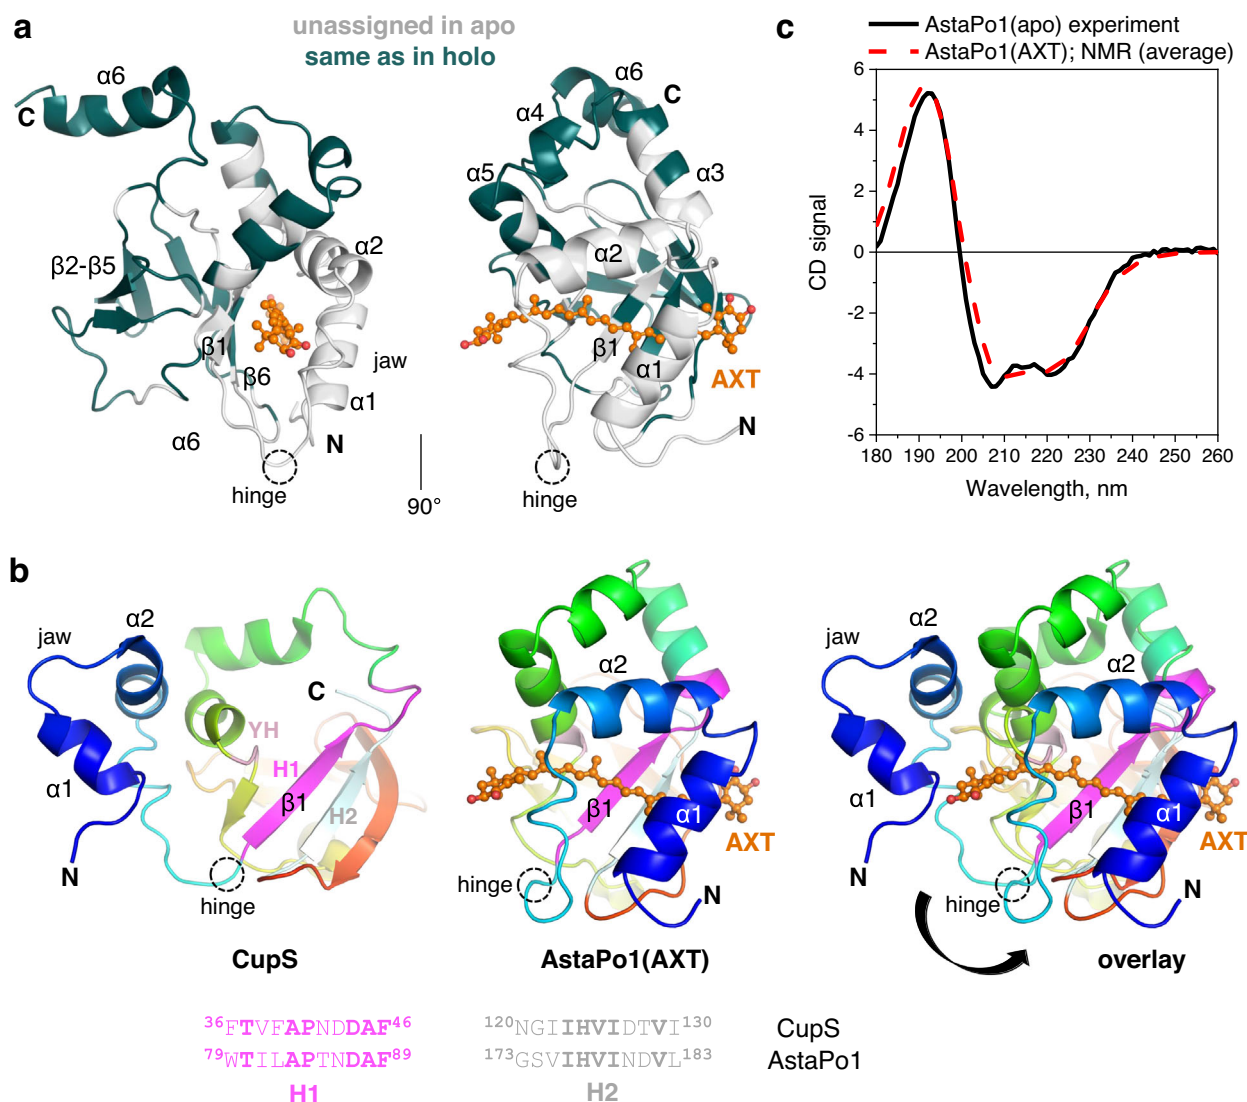 a
unassigned in apo
same as in holo
α6
C
α2
β2-β5
β1
β6
jaw
α1
α6
N
hinge
90°
α6
C
α4
α5
α3
α2
β1
α1
AXT
N
hinge
c
AstaPo1(apo) experiment
AstaPo1(AXT); NMR (average)
6
4
2
0
-2
-4
-6
CD signal
180 190 200 210 220 230 240 250 260
Wavelength, nm
b
jaw
α2
α1
N
YH
H1
β1
H2
C
hinge
CupS
α2
β1
α1
AXT
hinge
N
AstaPo1(AXT)
jaw
α2
α1
N
α2
β1
α1
AXT
hinge
N
overlay
36FTVFAPNDDAF46 120NGIIHVIDTVI130 CupS
79WTILAPTNDAF89 173GSVIHVINDVL183 AstaPo1
H1 H2